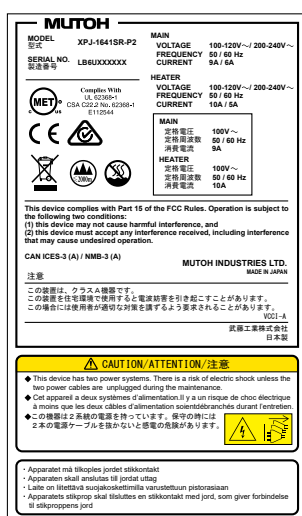 MUTOH
MODEL
型式
XPJ-1641SR-P2
SERIAL NO.
製造番号
LB6UXXXXXX
MAIN
VOLTAGE 100-120V～/ 200-240V～
FREQUENCY 50 / 60 Hz
CURRENT 9A / 6A
HEATER
VOLTAGE 100-120V～/ 200-240V～
FREQUENCY 50 / 60 Hz
CURRENT 10A / 5A
MET
Complies With
UL 62368-1
CSA C22.2 No. 62368-1
E112544
≤2000m
MAIN
定格電圧 100V～
定格周波数 50 / 60 Hz
消費電流 9A
HEATER
定格電圧 100V～
定格周波数 50 / 60 Hz
消費電流 10A
This device complies with Part 15 of the FCC Rules. Operation is subject to
the following two conditions:
(1) this device may not cause harmful interference, and
(2) this device must accept any interference received, including interference
that may cause undesired operation.
CAN ICES-3 (A) / NMB-3 (A)
MUTOH INDUSTRIES LTD.
MADE IN JAPAN
注意
この装置は、クラスA機器です。
この装置を住宅環境で使用すると電波妨害を引き起こすことがあります。
この場合には使用者が適切な対策を講ずるよう要求されることがあります。
VCCI-A
武藤工業株式会社
日本製
CAUTION/ATTENTION/注意
◆ This device has two power systems. There is a risk of electric shock unless the
two power cables are unplugged during the maintenance.
◆ Cet appareil a deux systèmes d'alimentation.Il y a un risque de choc électrique
à moins que les deux câbles d'alimentation soientdébranchés durant l'entretien.
◆この機器は２系統の電源を持っています。保守の時には
２本の電源ケーブルを抜かないと感電の危険があります。
・Apparatet må tilkoples jordet stikkontakt
・Apparaten skall anslutas till jordat uttag
・Laite on liitettävä suojakoskettimilla varustettuun pistorasiaan
・Apparatets stikprop skal tilsluttes en stikkontakt med jord, som giver forbindelse
til stikproppens jord